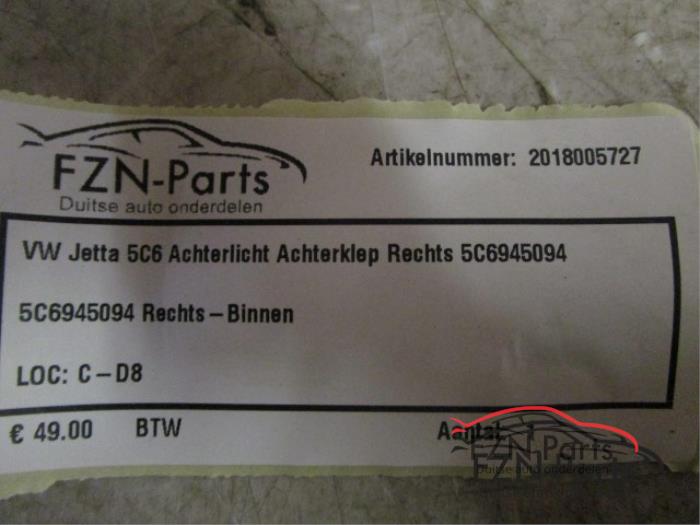 FZN-Parts
Duitse auto onderdelen
Artikelnummer: 2018005727
VW Jetta 5C6 Achterlicht Achterklep Rechts 5C6945094
5C6945094 Rechts-Binnen
LOC: C-D8
€ 49.00 BTW Aantal:
FZN-Parts
Duitse auto onderdelen